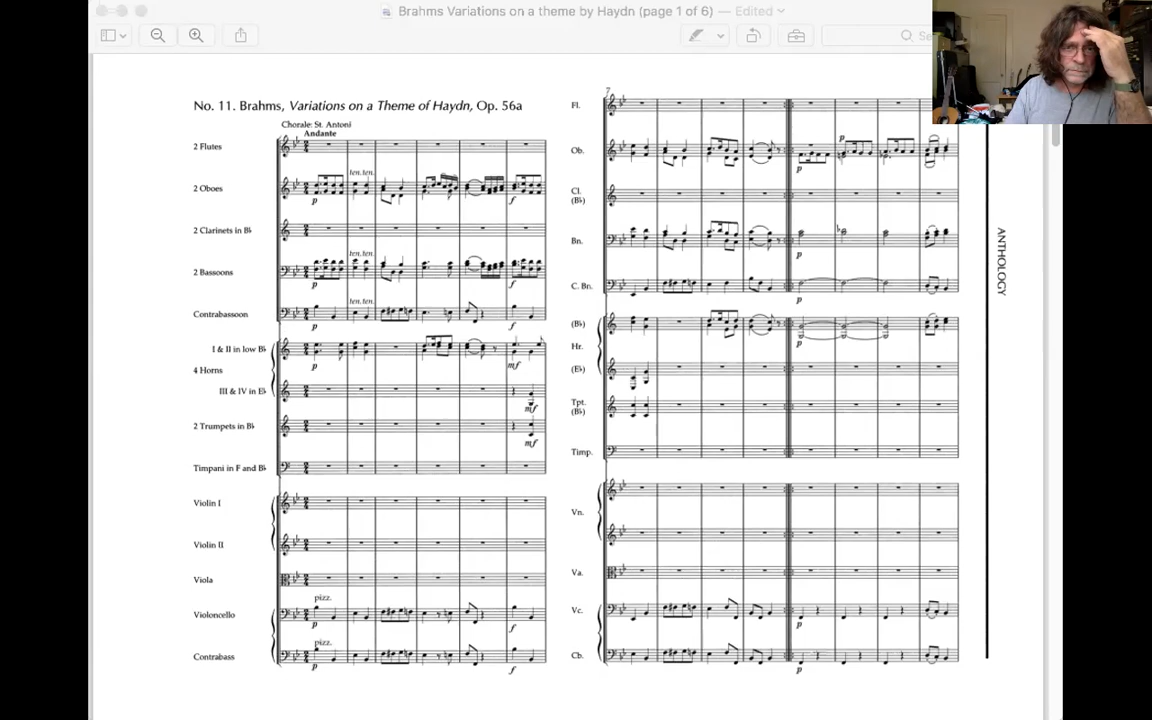 Brahms Variations on a theme by Haydn (page 1 of 6) — Edited
No. 11. Brahms, Variations on a Theme of Haydn, Op. 56a
Chorale: St. Antoni
Andante
2 Flutes
ten. ten.
2 Oboes
p
f
2 Clarinets in B♭
ten. ten.
2 Bassoons
p
f
ten. ten.
Contrabassoon
p
f
I & II in low B♭
p
mf
4 Horns
III & IV in E♭
mf
2 Trumpets in B♭
mf
Timpani in F and B♭
Violin I
Violin II
Viola
pizz.
Violoncello
p
f
pizz.
Contrabass
p
f
7
Fl.
p
Ob.
p
Cl.
(B♭)
Bn.
p
C. Bn.
p
(B♭)
Hr.
p
(E♭)
Tpt.
(B♭)
Timp.
Vn.
Va.
Vc.
p
Cb.
p
ANTHOLOGY